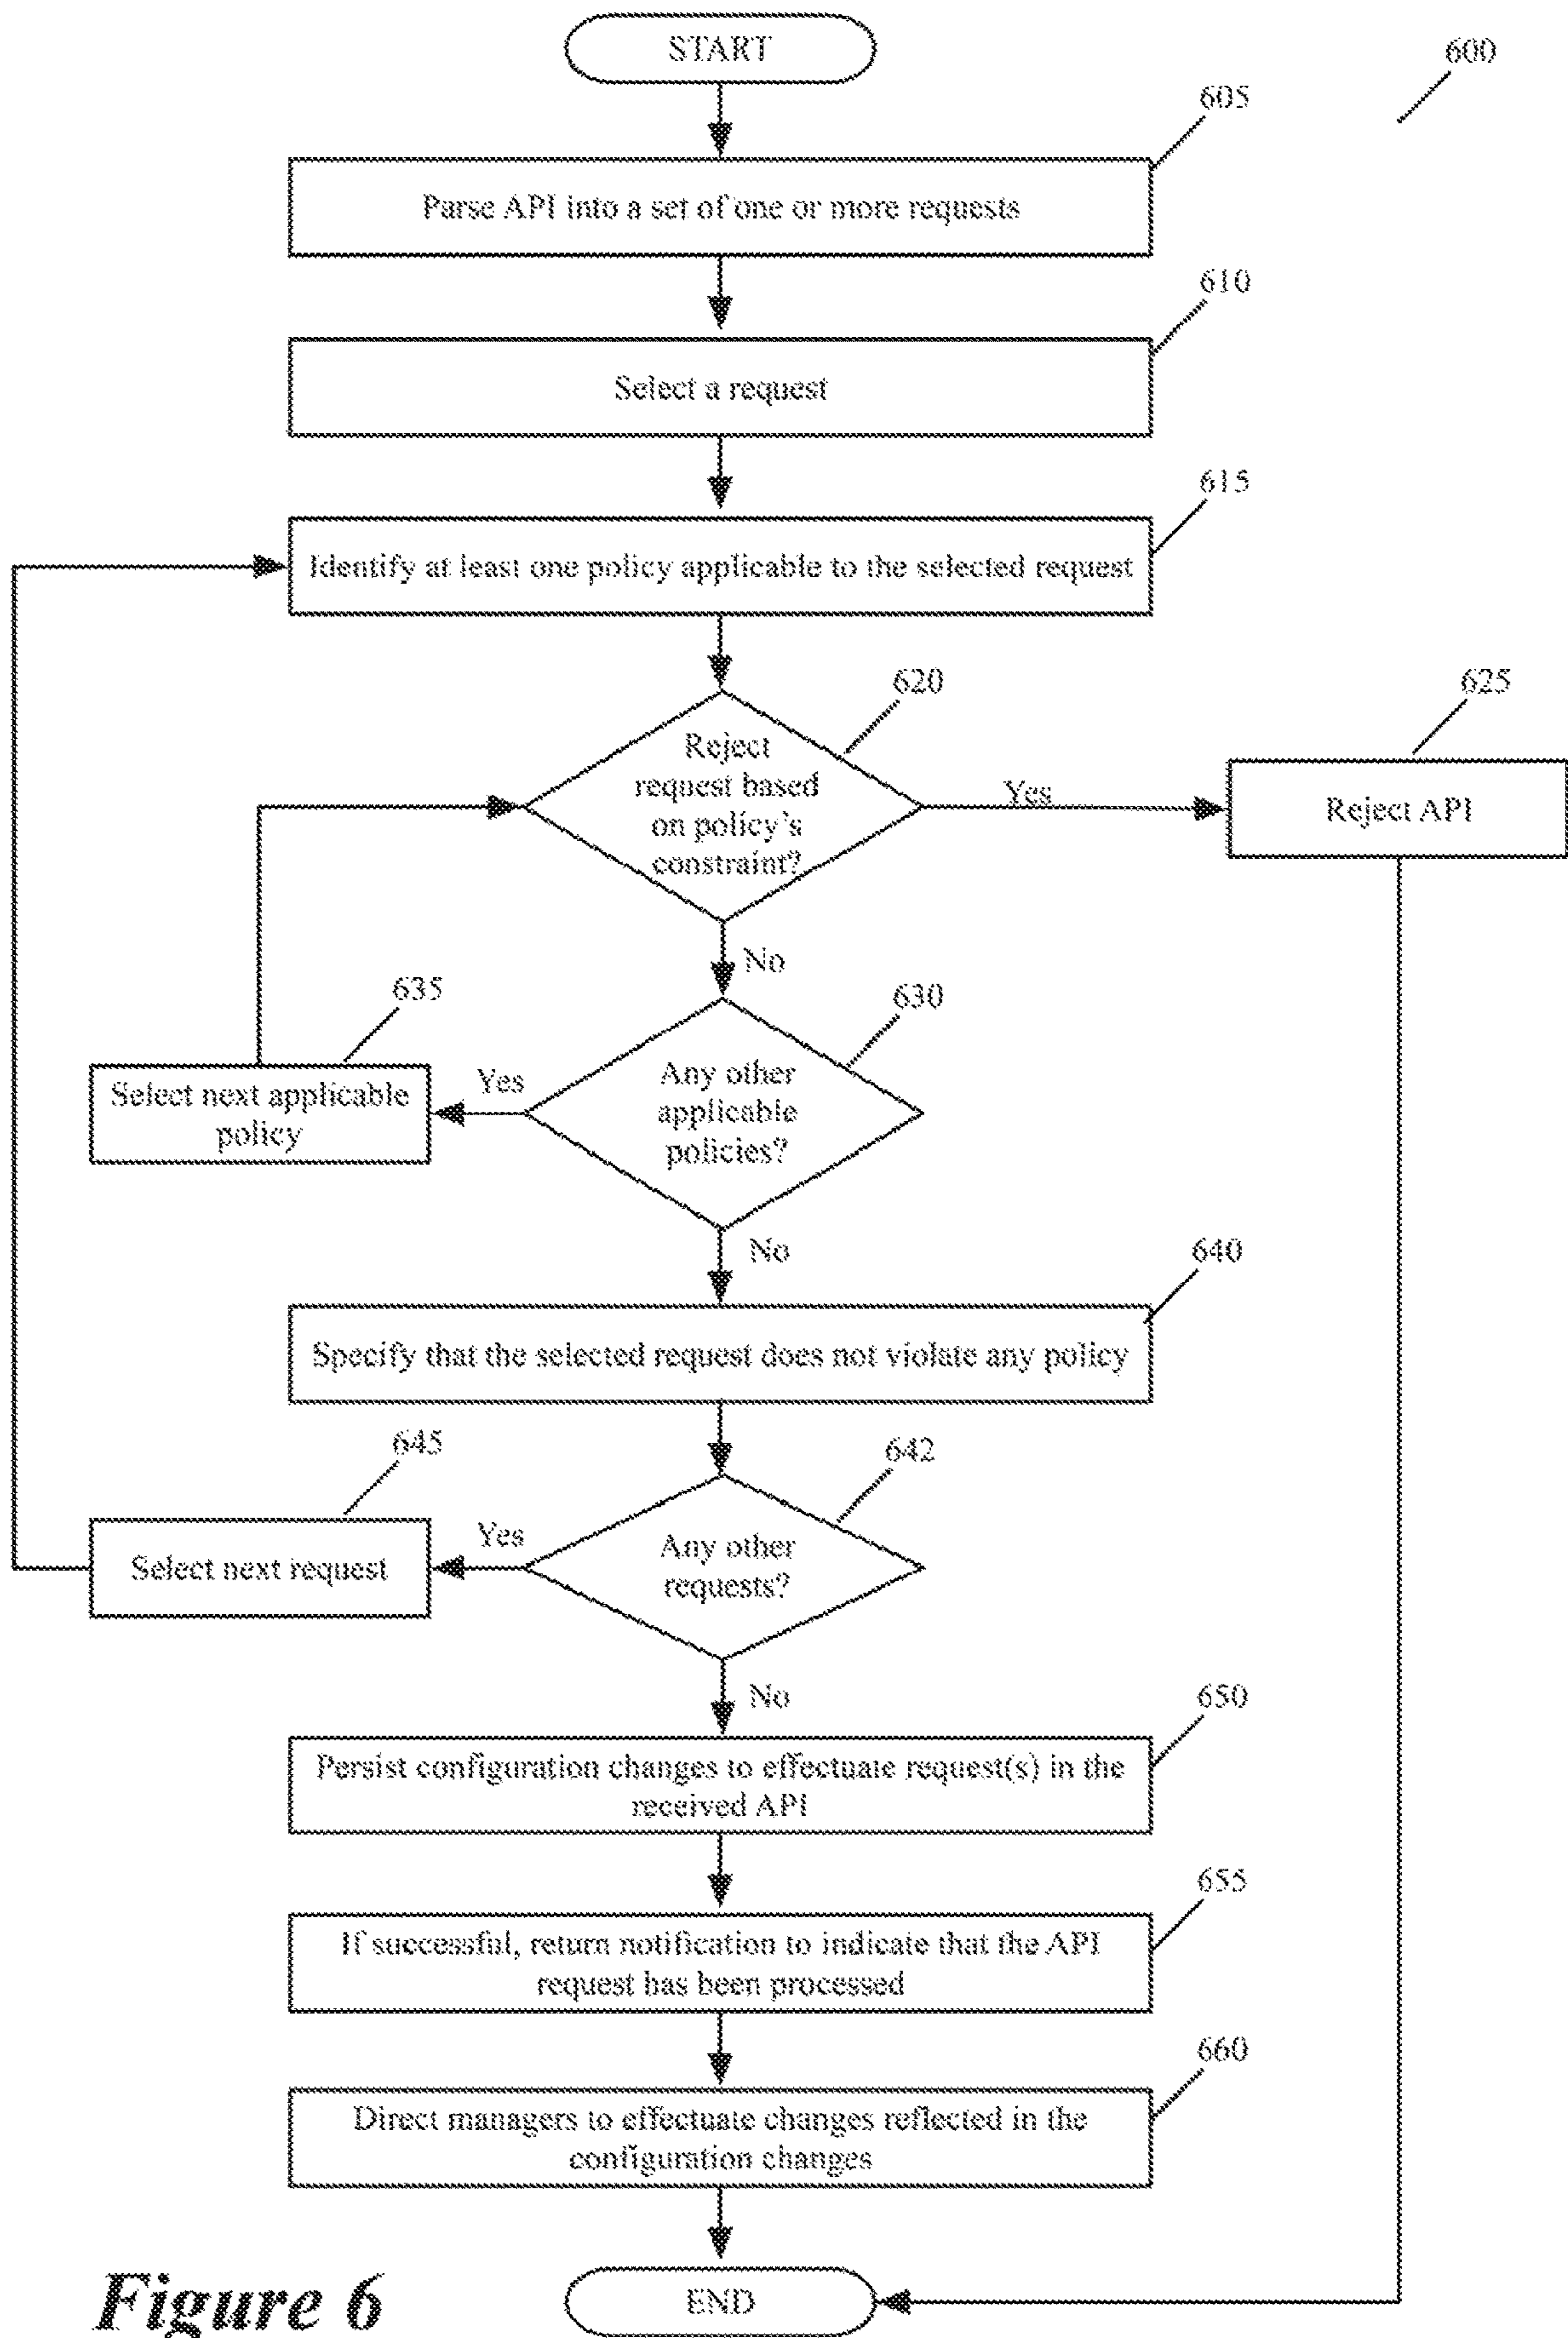 START
600
605
Parse API into a set of one or more requests
610
Select a request
615
Identify at least one policy applicable to the selected request
620
625
Reject
request based
on policy's
constraint?
Yes
Reject API
No
635
630
Select next applicable
policy
Yes
Any other
applicable
policies?
No
640
Specify that the selected request does not violate any policy
645
642
Select next request
Yes
Any other
requests?
No
650
Persist configuration changes to effectuate request(s) in the
received API
655
If successful, return notification to indicate that the API
request has been processed
660
Direct managers to effectuate changes reflected in the
configuration changes
END
Figure 6